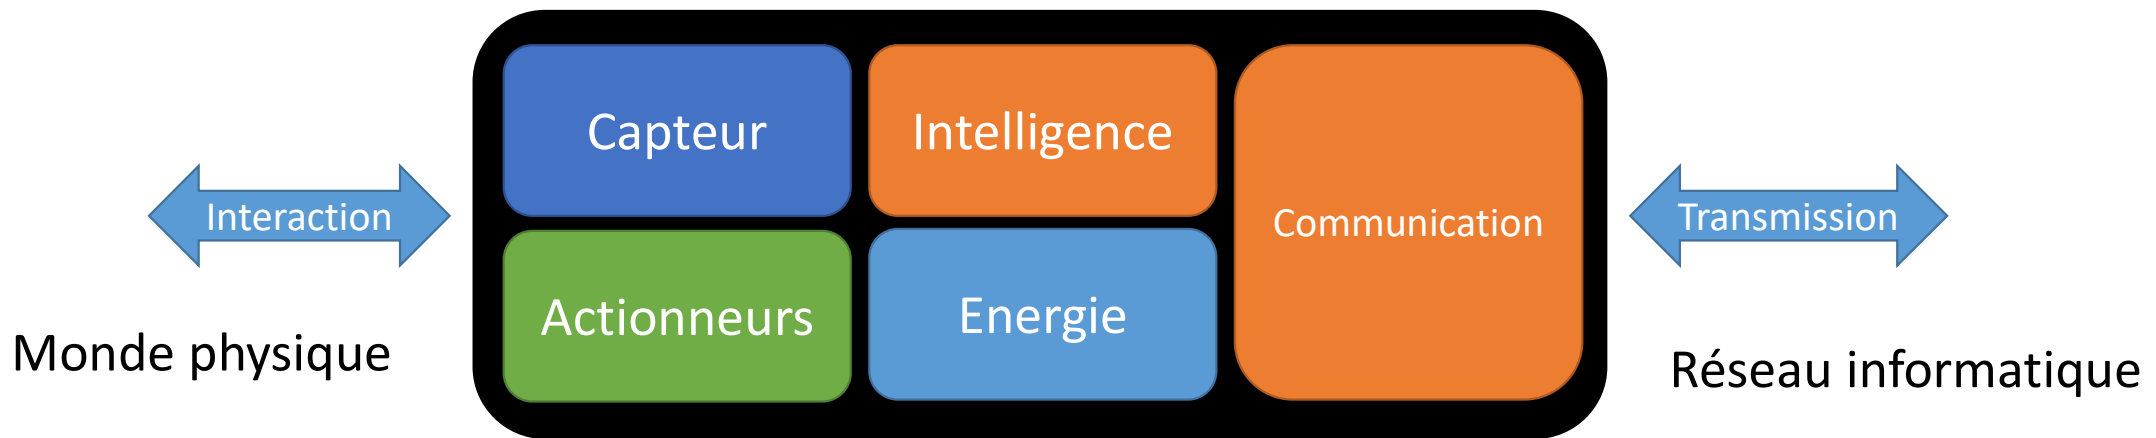 Capteur
Intelligence
Interaction
Communication
Transmission
Actionneurs
Energie
Monde physique
Réseau informatique